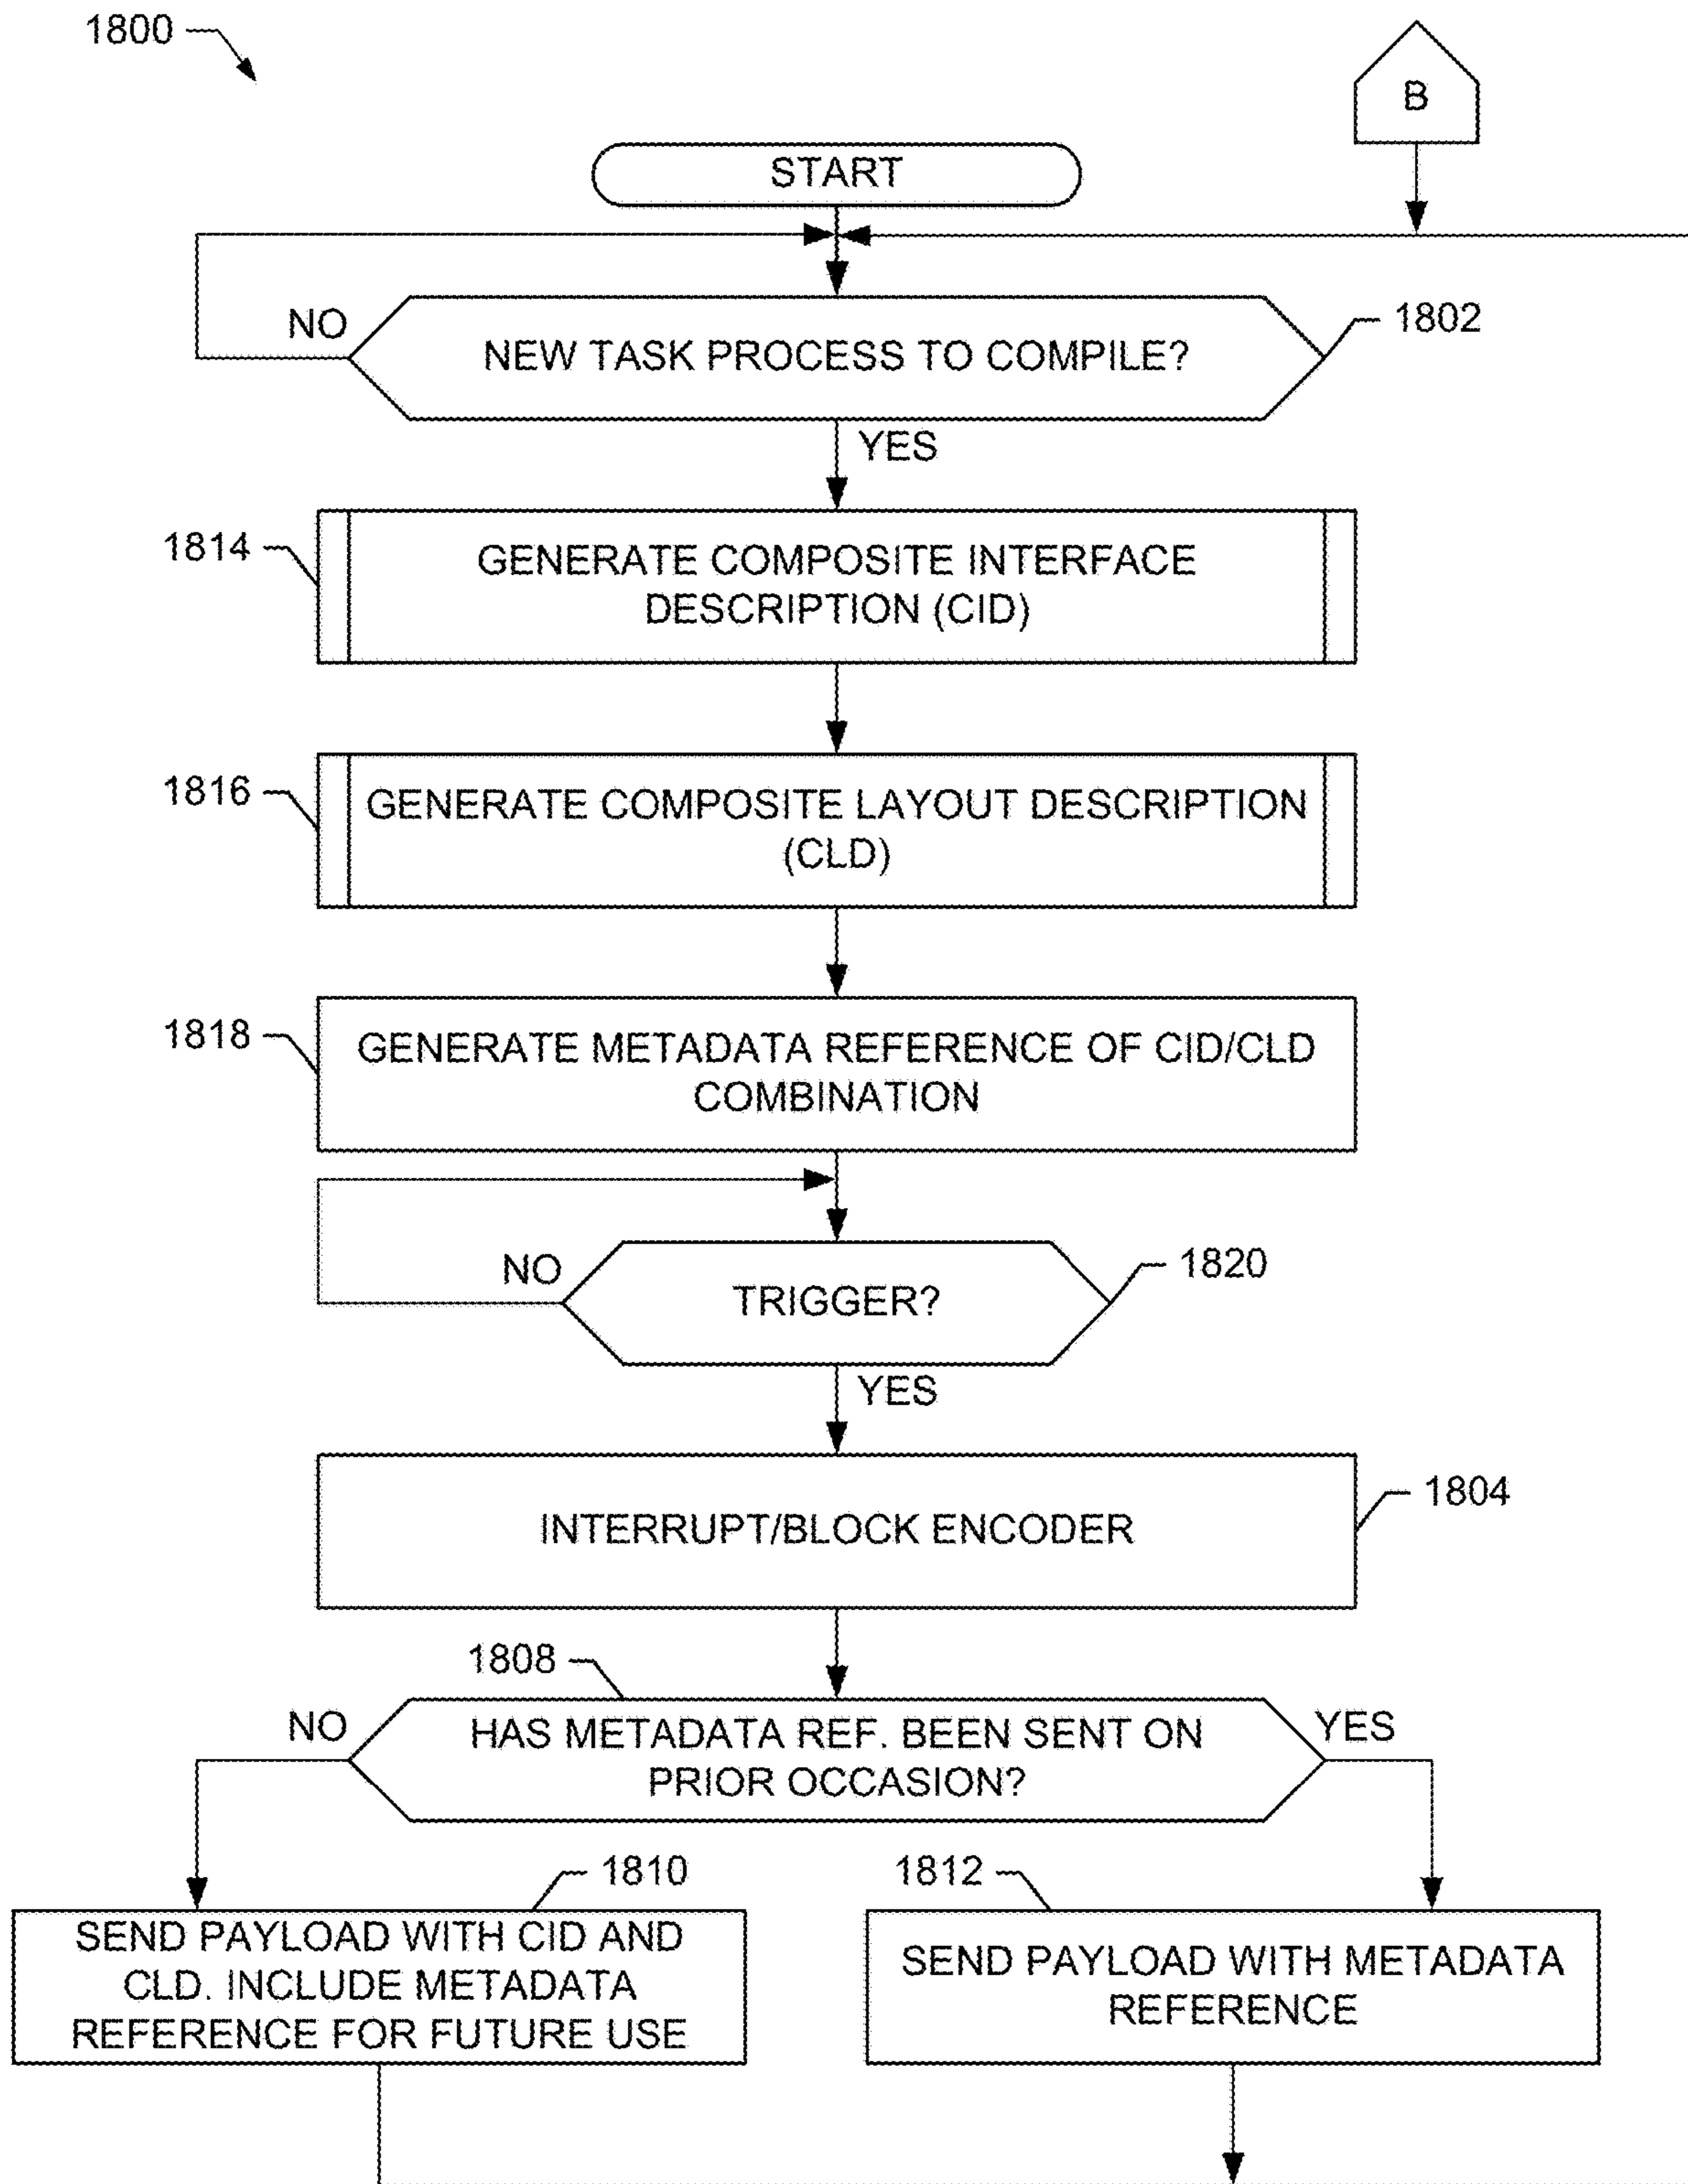 1800
B
START
NO
NEW TASK PROCESS TO COMPILE?
1802
YES
1814
GENERATE COMPOSITE INTERFACE
DESCRIPTION (CID)
1816
GENERATE COMPOSITE LAYOUT DESCRIPTION
(CLD)
1818
GENERATE METADATA REFERENCE OF CID/CLD
COMBINATION
NO
TRIGGER?
1820
YES
INTERRUPT/BLOCK ENCODER
1804
1808
NO
HAS METADATA REF. BEEN SENT ON
PRIOR OCCASION?
YES
1810
SEND PAYLOAD WITH CID AND
CLD. INCLUDE METADATA
REFERENCE FOR FUTURE USE
1812
SEND PAYLOAD WITH METADATA
REFERENCE